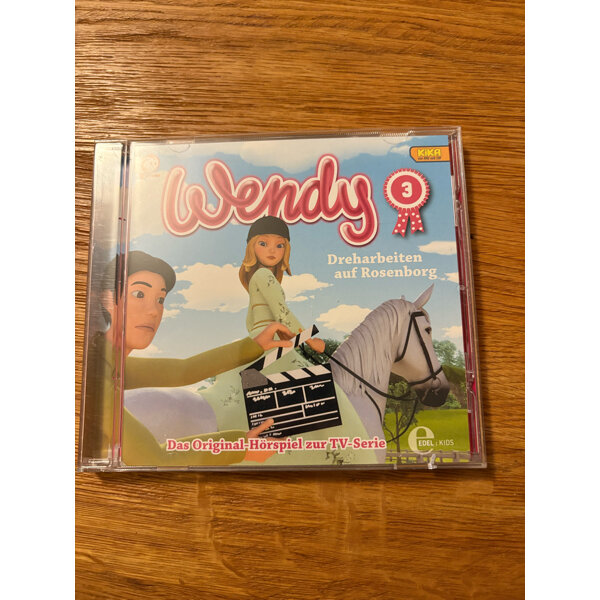 KiKA
Wendy
3
Dreharbeiten
auf Rosenborg
Das Original-Hörspiel zur TV-Serie
e
EDEL:KIDS